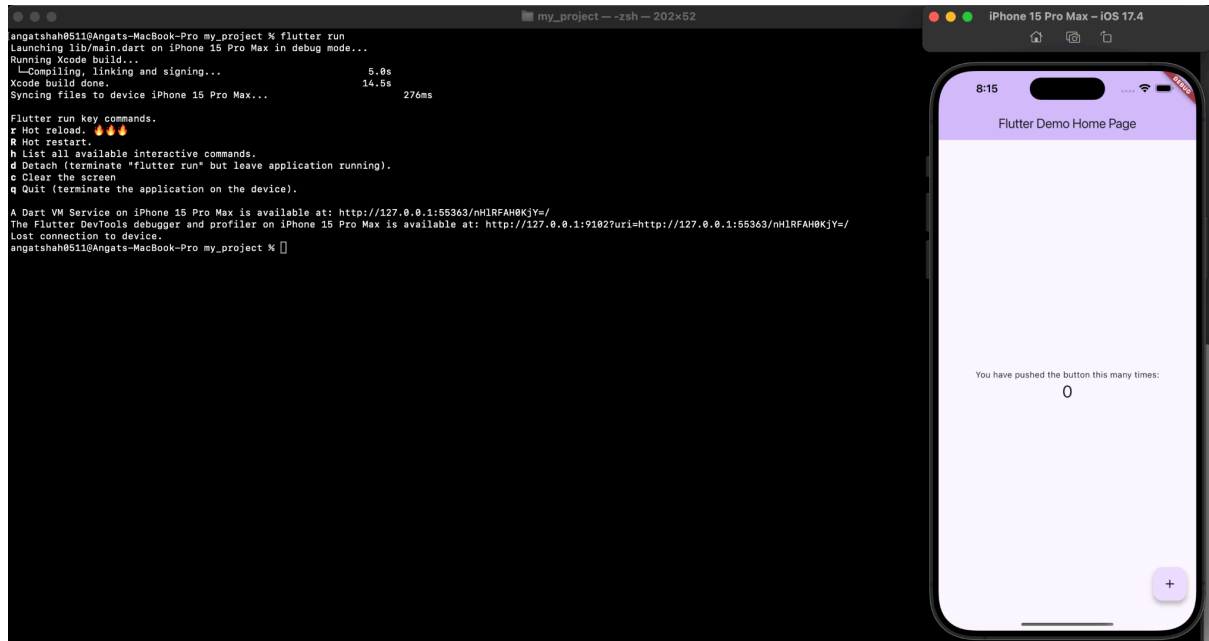 my_project — -zsh — 202×52
angatshah0511@Angats-MacBook-Pro my_project % flutter run
Launching lib/main.dart on iPhone 15 Pro Max in debug mode...
Running Xcode build...
└─Compiling, linking and signing... 5.0s
Xcode build done. 14.5s
Syncing files to device iPhone 15 Pro Max... 276ms
Flutter run key commands.
r Hot reload. 🔥🔥🔥
R Hot restart.
h List all available interactive commands.
d Detach (terminate "flutter run" but leave application running).
c Clear the screen
q Quit (terminate the application on the device).
A Dart VM Service on iPhone 15 Pro Max is available at: http://127.0.0.1:55363/nHlRFAH0KjY=/
The Flutter DevTools debugger and profiler on iPhone 15 Pro Max is available at: http://127.0.0.1:9102?uri=http://127.0.0.1:55363/nHlRFAH0KjY=/
Lost connection to device.
angatshah0511@Angats-MacBook-Pro my_project %
iPhone 15 Pro Max – iOS 17.4
8:15
DEBUG
Flutter Demo Home Page
You have pushed the button this many times:
0
+